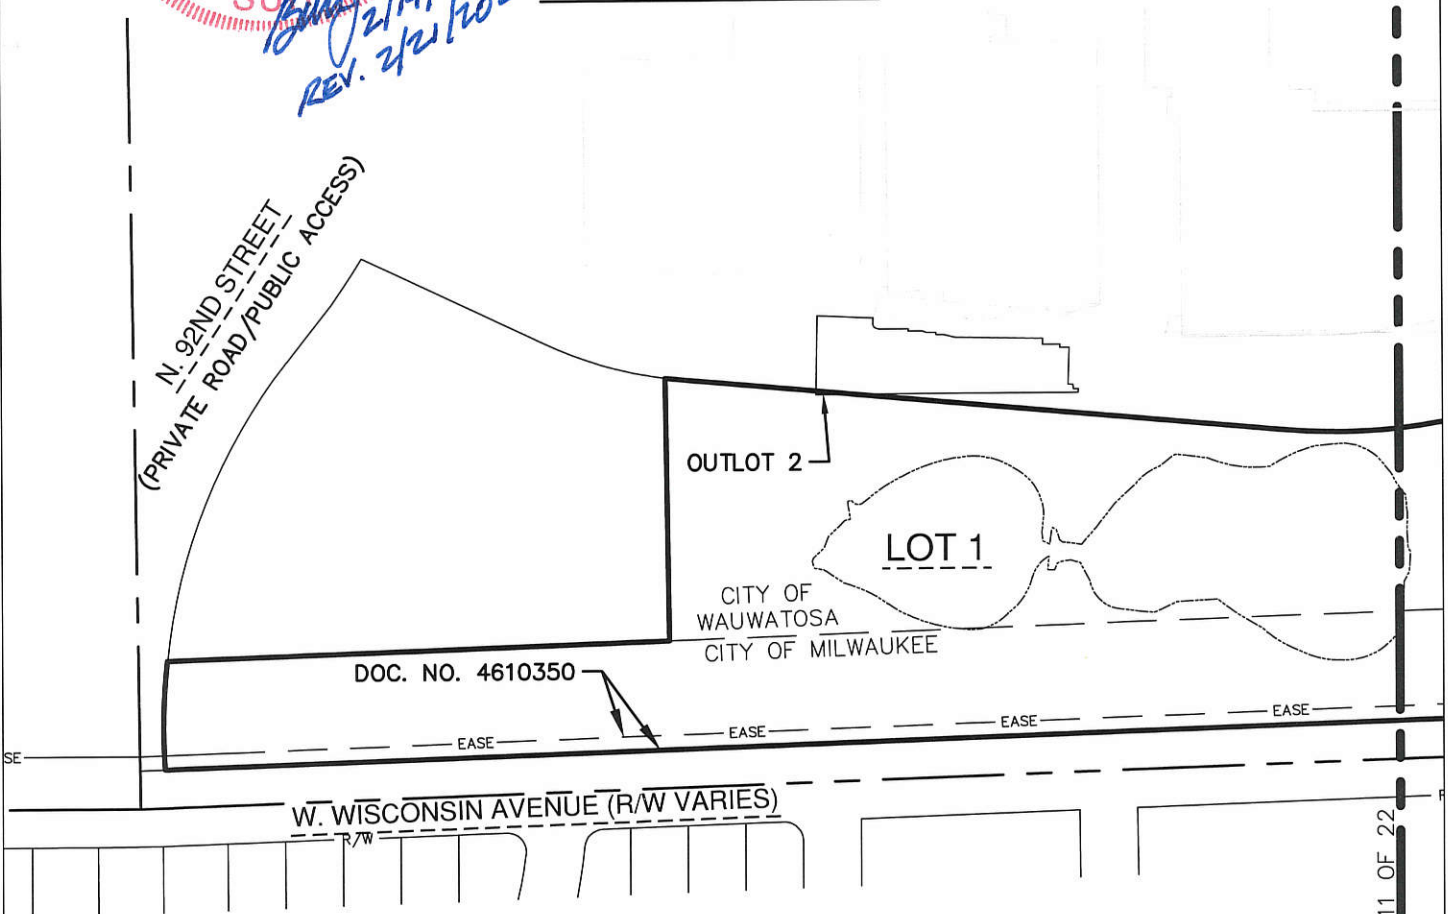 REV. 2/21/20
N. 92ND STREET
(PRIVATE ROAD/PUBLIC ACCESS)
OUTLOT 2
LOT 1
CITY OF
WAUWATOSA
CITY OF MILWAUKEE
DOC. NO. 4610350
EASE
EASE
EASE
EASE
SE
W. WISCONSIN AVENUE (R/W VARIES)
R/W
11 OF 22